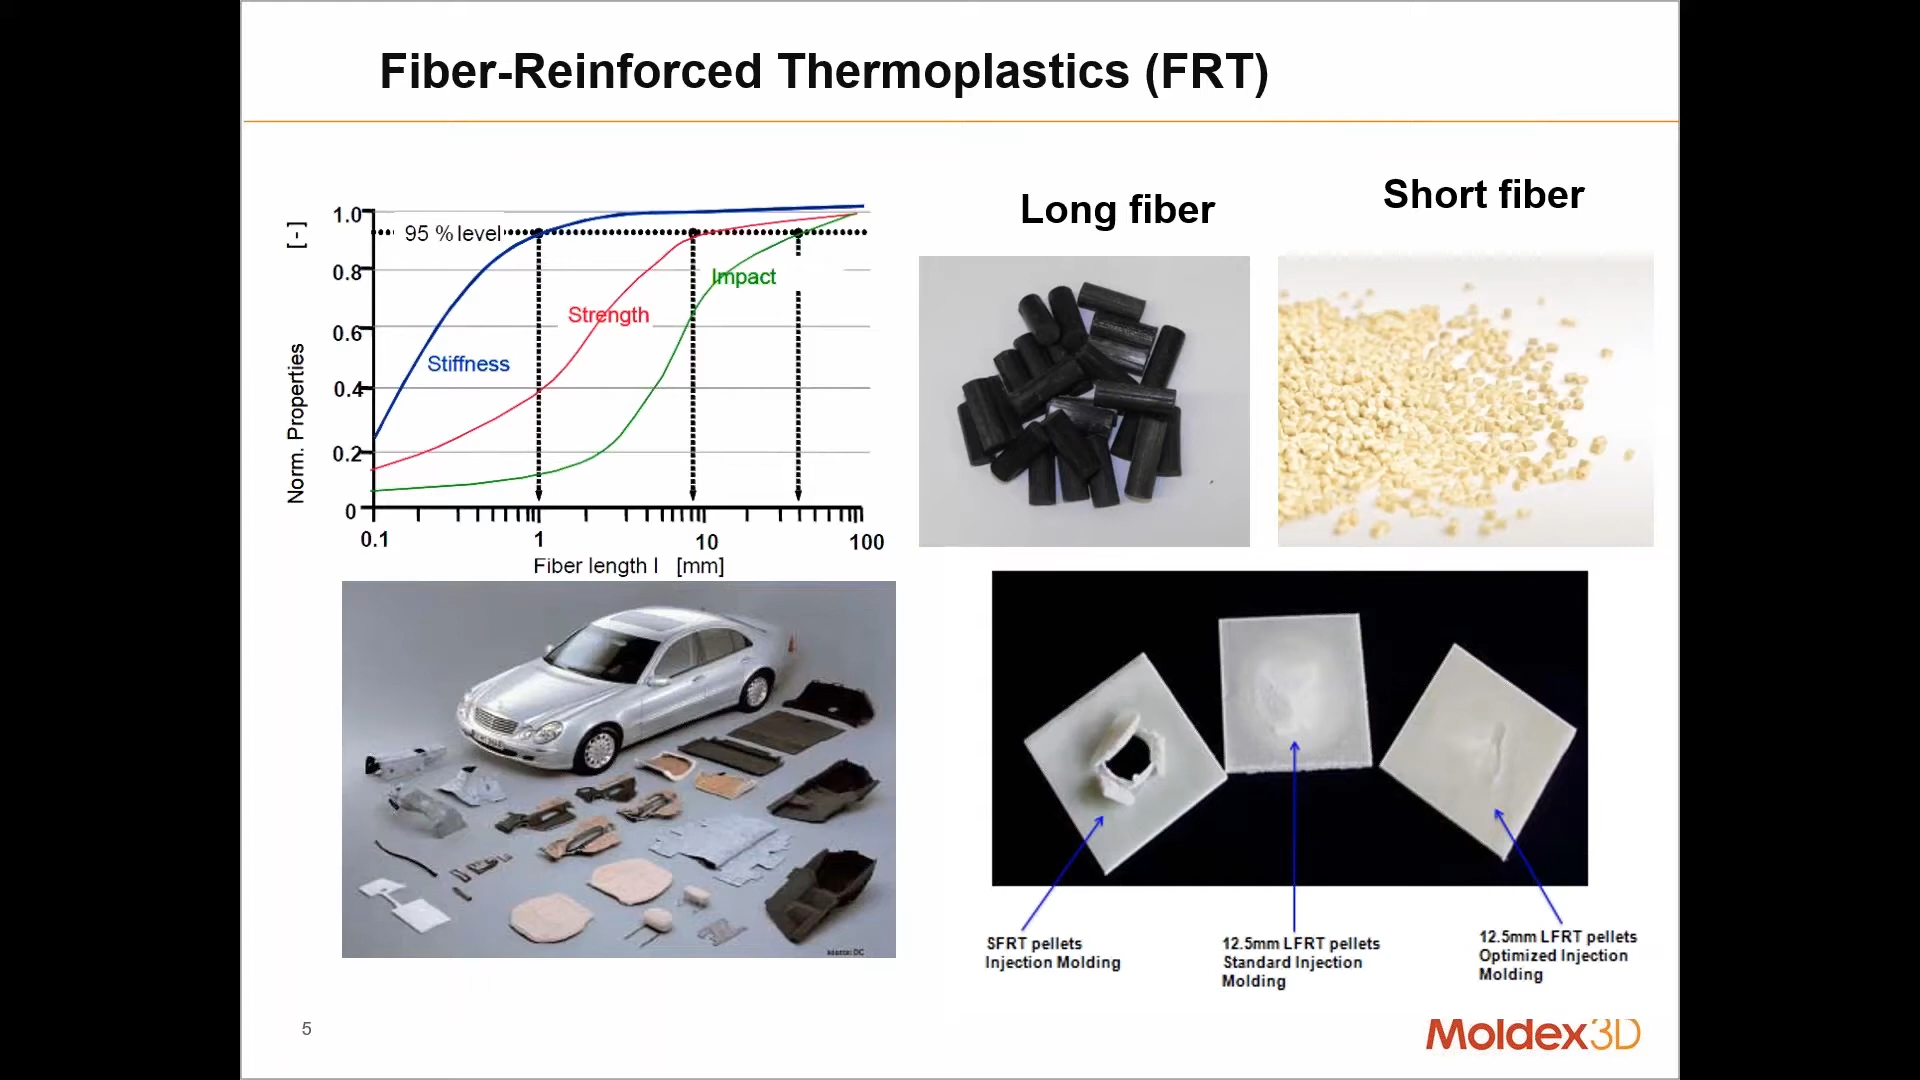 Fiber-Reinforced Thermoplastics (FRT)
Long fiber
Short fiber
Norm. Properties [-]
1.0
0.8
0.6
0.4
0.2
0
95 % level
Stiffness
Strength
Impact
0.1
1
10
100
Fiber length l [mm]
source: DC
SFRT pellets
Injection Molding
12.5mm LFRT pellets
Standard Injection
Molding
12.5mm LFRT pellets
Optimized Injection
Molding
5
Moldex3D